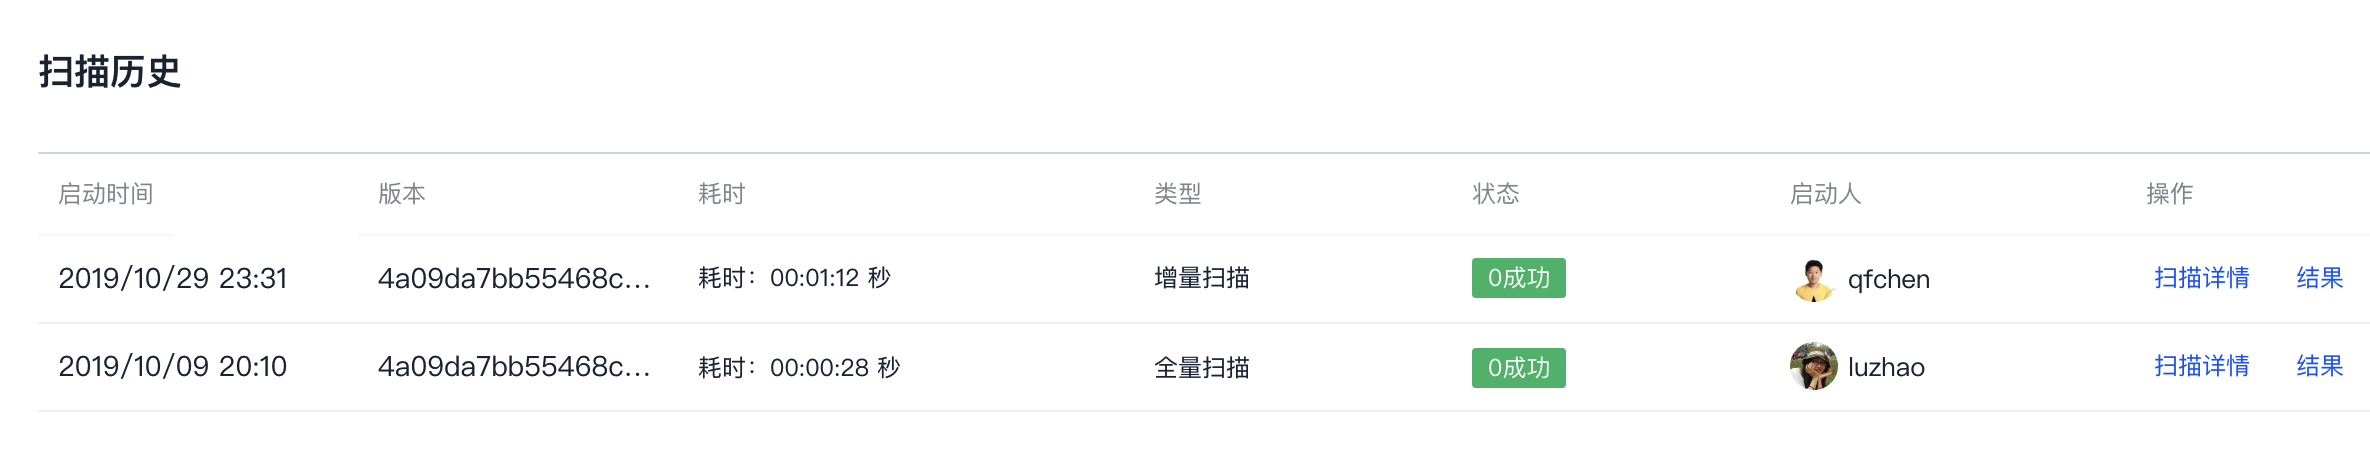 扫描历史
启动时间 版本 耗时 类型 状态 启动人 操作
2019/10/29 23:31 4a09da7bb55468c... 耗时：00:01:12 秒 增量扫描 0成功 qfchen 扫描详情 结果
2019/10/09 20:10 4a09da7bb55468c... 耗时：00:00:28 秒 全量扫描 0成功 luzhao 扫描详情 结果